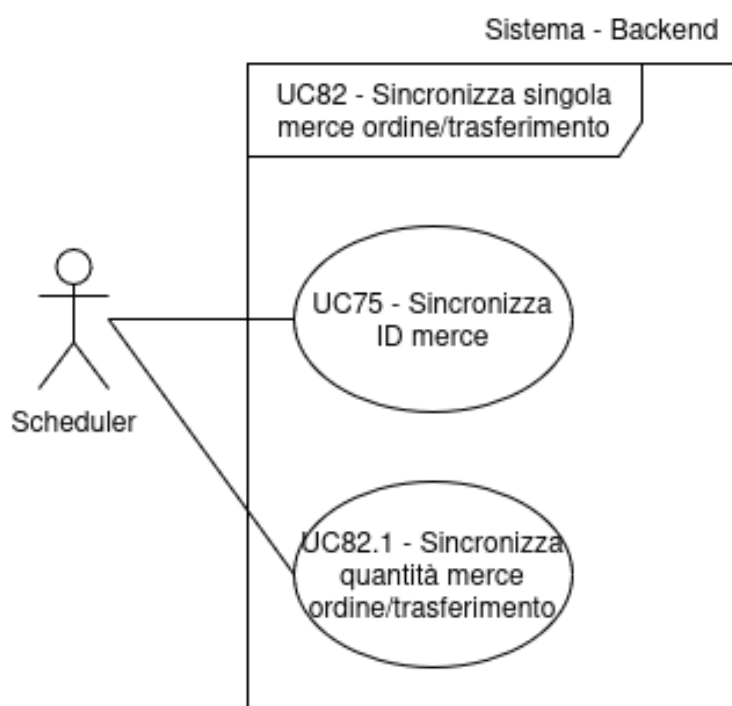 Sistema - Backend
UC82 - Sincronizza singola
merce ordine/trasferimento
UC75 - Sincronizza
ID merce
Scheduler
UC82.1 - Sincronizza
quantità merce
ordine/trasferimento